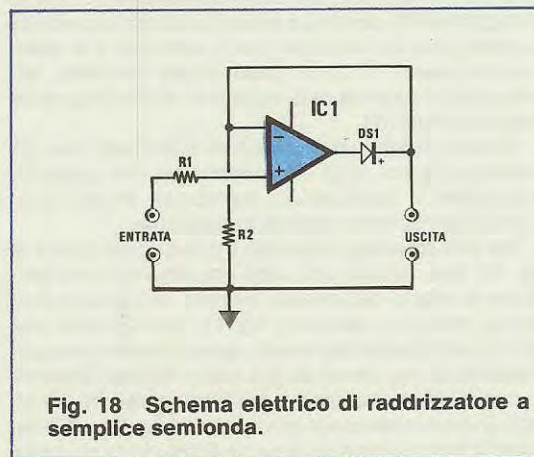 IC1
DS1
R1
ENTRATA
R2
USCITA
Fig. 18 Schema elettrico di raddrizzatore a
semplice semionda.